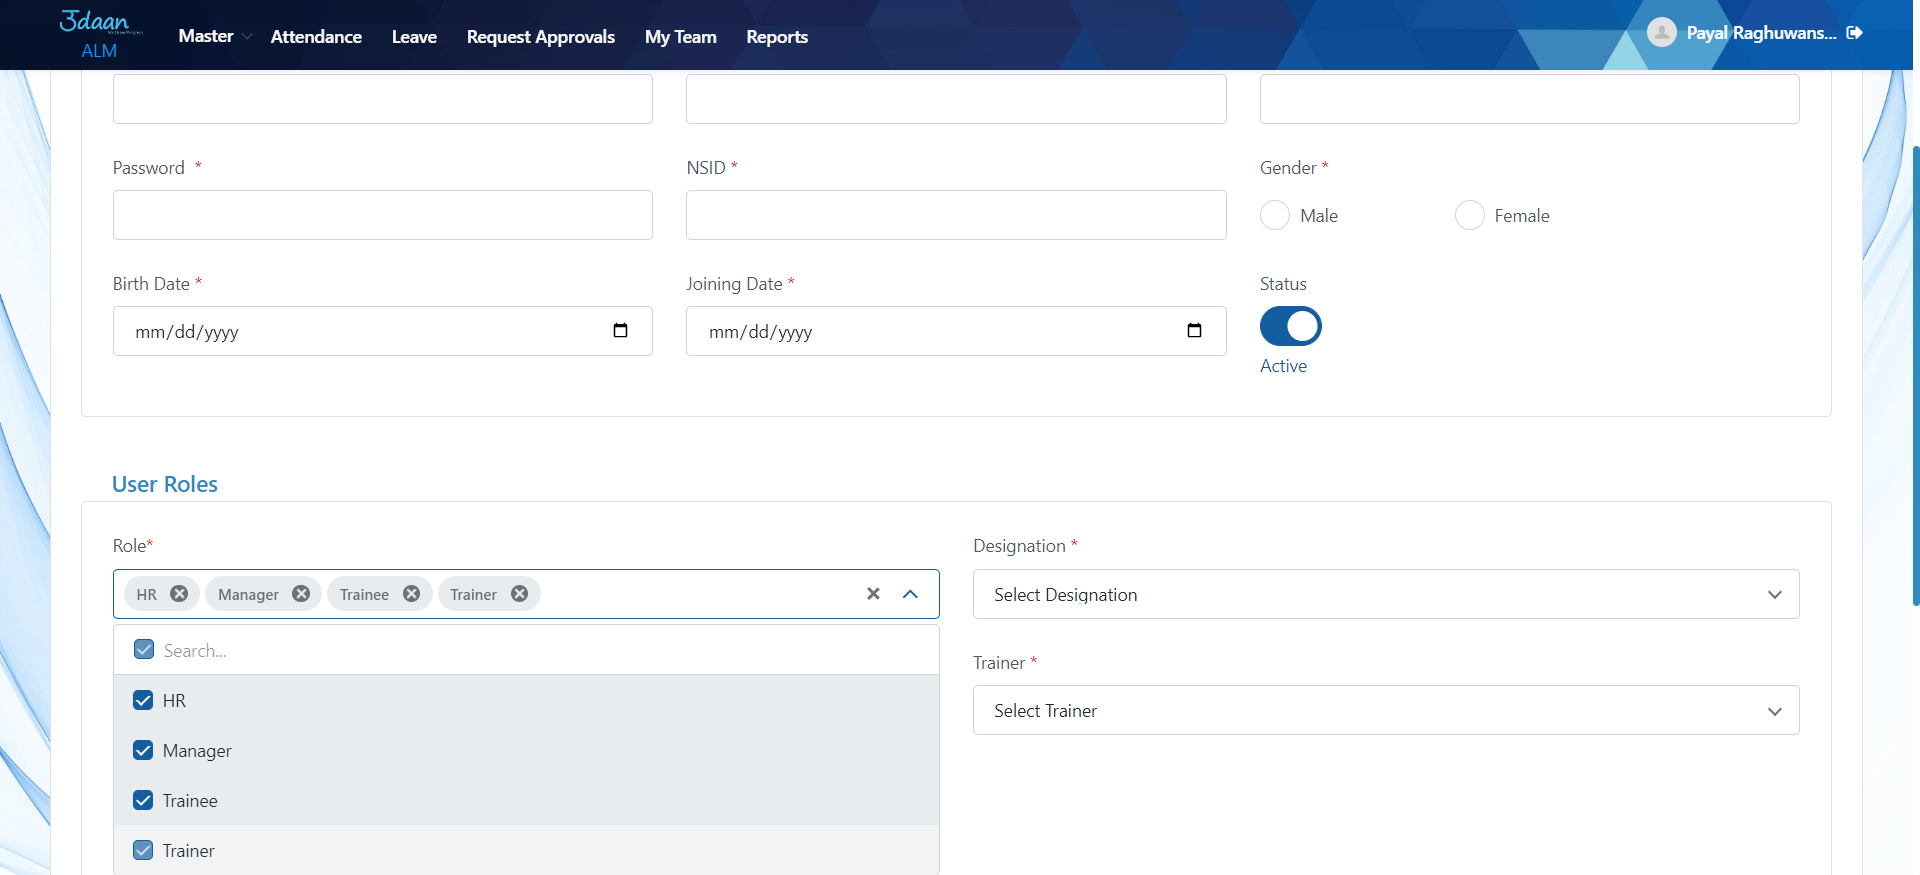 3daan
ALM
Master Attendance Leave Request Approvals My Team Reports
Payal Raghuwans...
Password *
NSID *
Gender *
Male
Female
Birth Date *
Joining Date *
Status
mm/dd/yyyy
mm/dd/yyyy
Active
User Roles
Role*
Designation *
HR Manager Trainee Trainer
Select Designation
Search...
Trainer *
HR
Select Trainer
Manager
Trainee
Trainer